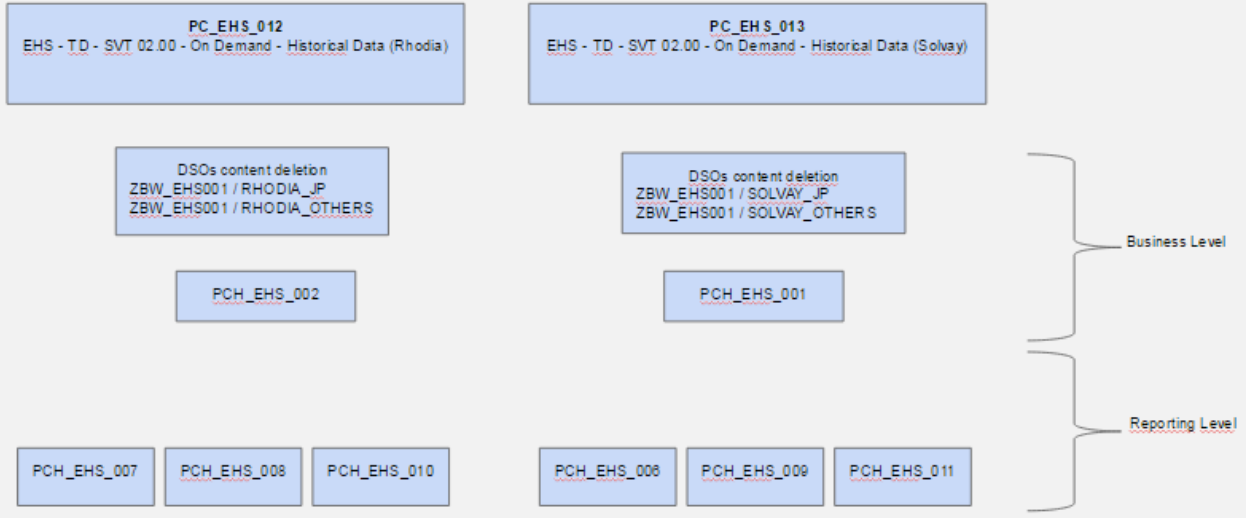 PC_EHS_012
EHS - TD - SVT 02.00 - On Demand - Historical Data (Rhodia)
PC_EHS_013
EHS - TD - SVT 02.00 - On Demand - Historical Data (Solvay)
DSOs content deletion
ZBW_EHS001 / RHODIA_JP
ZBW_EHS001 / RHODIA_OTHERS
DSOs content deletion
ZBW_EHS001 / SOLVAY_JP
ZBW_EHS001 / SOLVAY_OTHERS
Business Level
PCH_EHS_002
PCH_EHS_001
Reporting Level
PCH_EHS_007
PCH_EHS_008
PCH_EHS_010
PCH_EHS_006
PCH_EHS_009
PCH_EHS_011